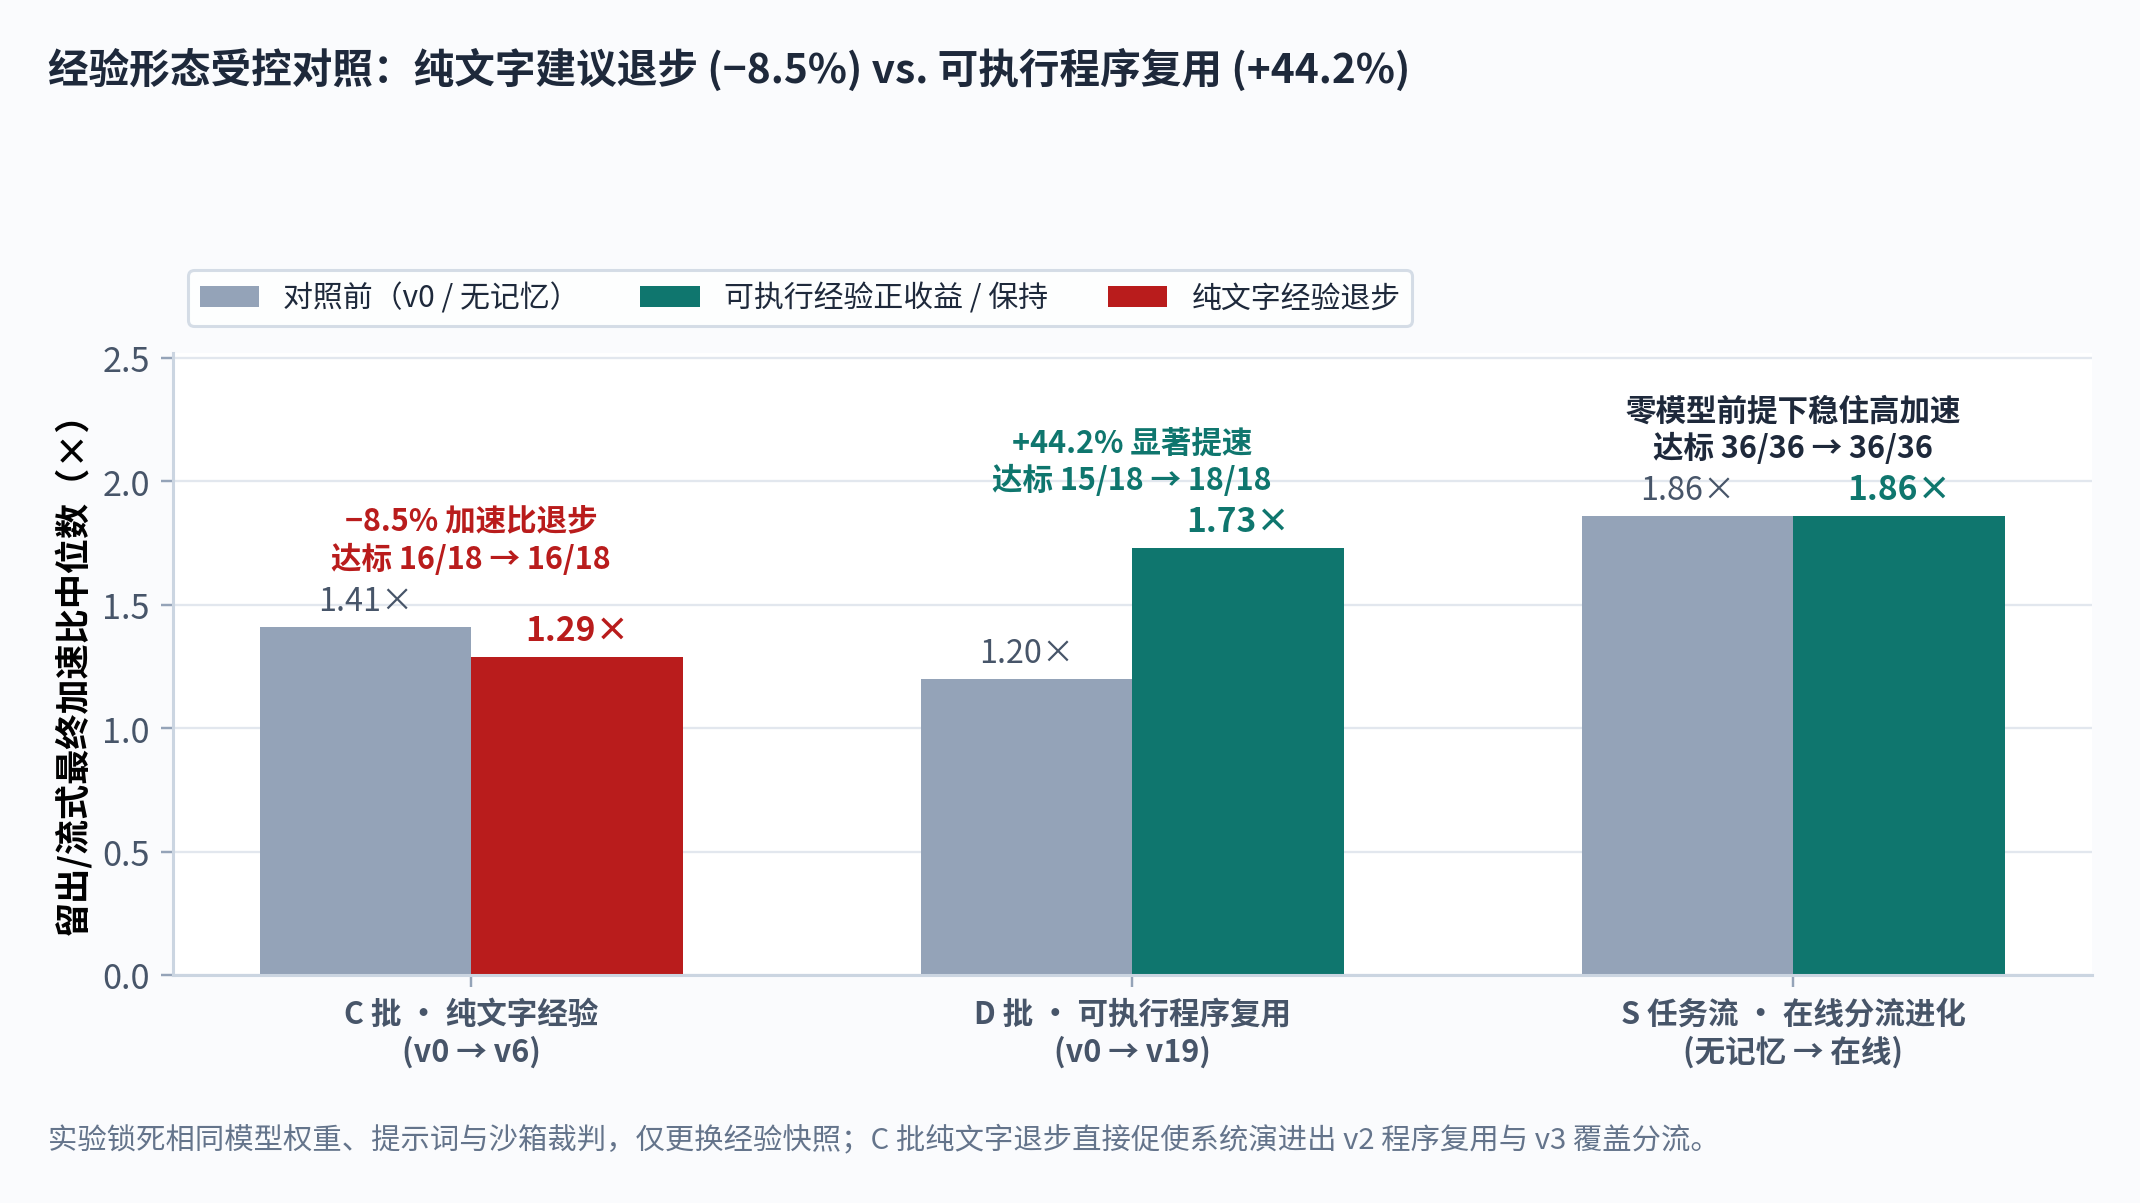 经验形态受控对照：纯文字建议退步 (−8.5%) vs. 可执行程序复用 (+44.2%)
对照前（v0 / 无记忆）
可执行经验正收益 / 保持
纯文字经验退步
留出/流式最终加速比中位数（×）
2.5
2.0
1.5
1.0
0.5
0.0
−8.5% 加速比退步
达标 16/18 → 16/18
1.41×
1.29×
+44.2% 显著提速
达标 15/18 → 18/18
1.20×
1.73×
零模型前提下稳住高加速
达标 36/36 → 36/36
1.86×
1.86×
C 批 · 纯文字经验
(v0 → v6)
D 批 · 可执行程序复用
(v0 → v19)
S 任务流 · 在线分流进化
(无记忆 → 在线)
实验锁死相同模型权重、提示词与沙箱裁判，仅更换经验快照；C 批纯文字退步直接促使系统演进出 v2 程序复用与 v3 覆盖分流。